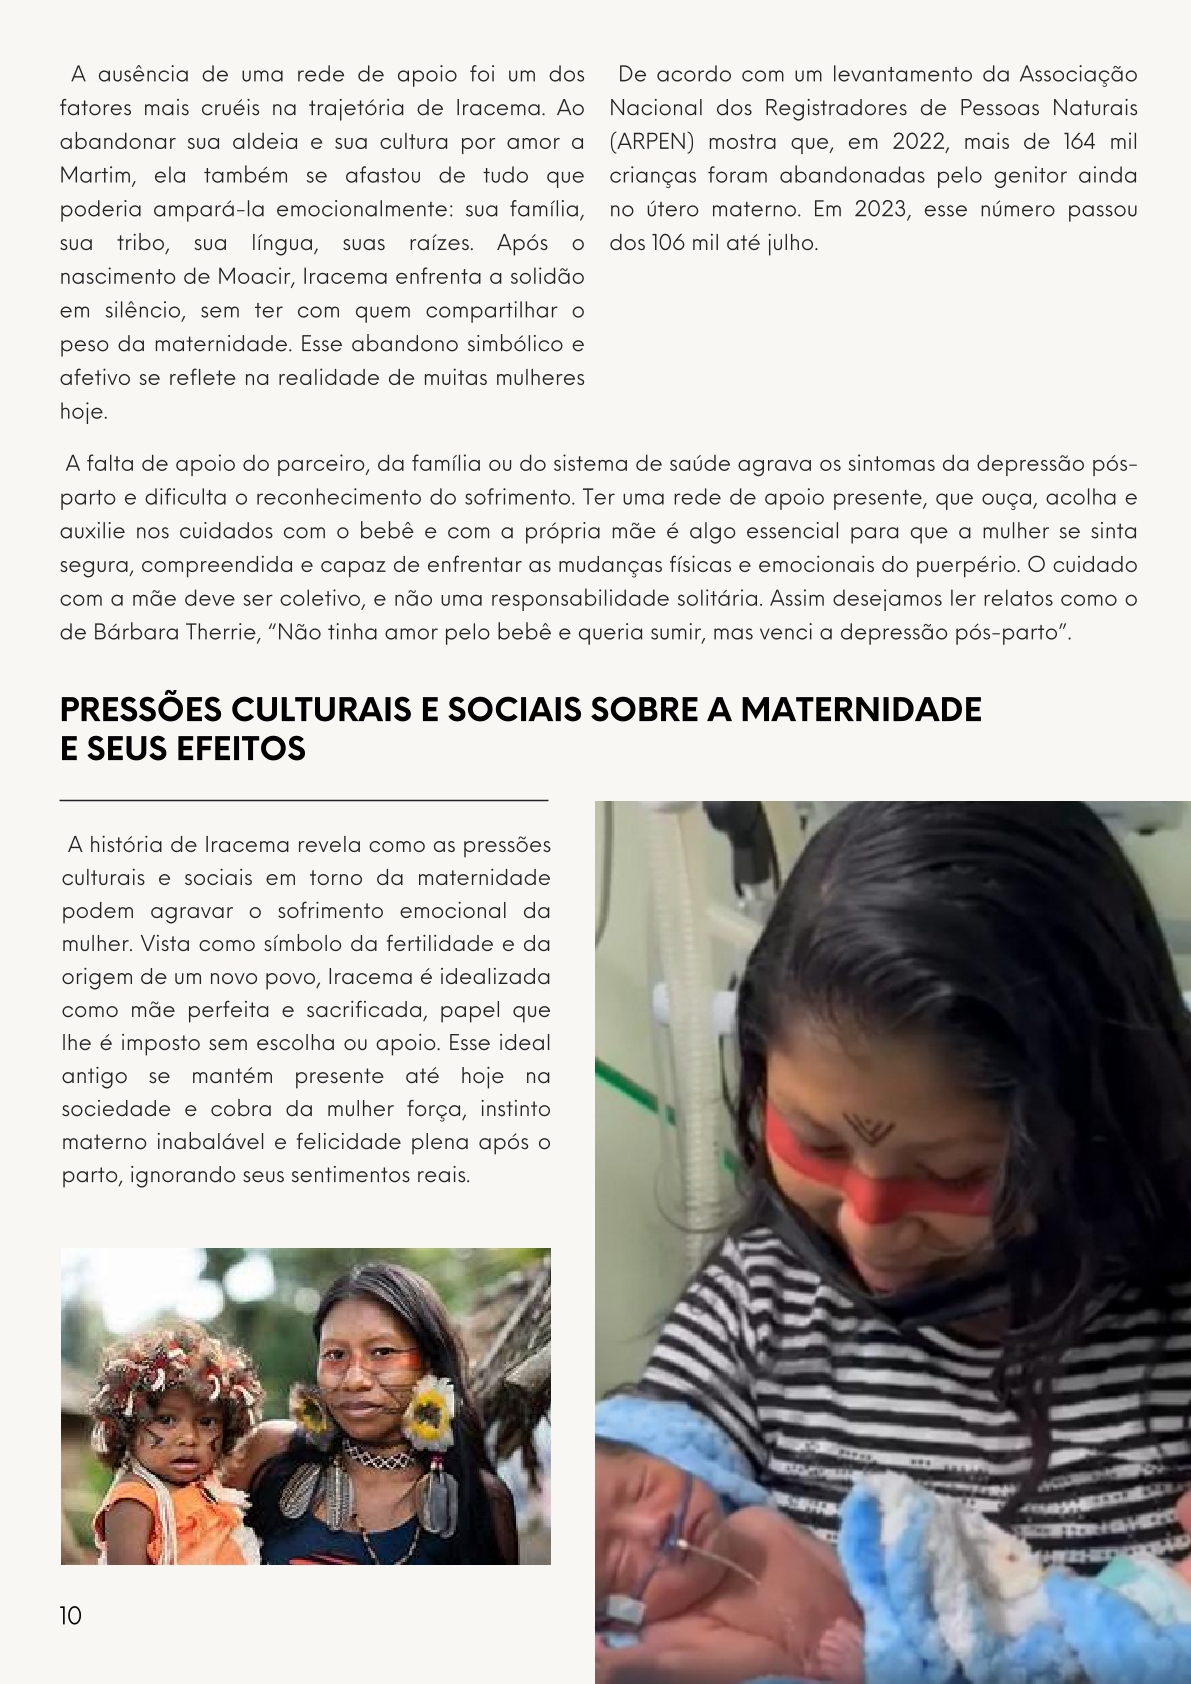 A ausência de uma rede de apoio foi um dos
fatores mais cruéis na trajetória de Iracema. Ao
abandonar sua aldeia e sua cultura por amor a
Martim, ela também se afastou de tudo que
poderia ampará-la emocionalmente: sua família,
sua tribo, sua língua, suas raízes. Após o
nascimento de Moacir, Iracema enfrenta a solidão
em silêncio, sem ter com quem compartilhar o
peso da maternidade. Esse abandono simbólico e
afetivo se reflete na realidade de muitas mulheres
hoje.
De acordo com um levantamento da Associação
Nacional dos Registradores de Pessoas Naturais
(ARPEN) mostra que, em 2022, mais de 164 mil
crianças foram abandonadas pelo genitor ainda
no útero materno. Em 2023, esse número passou
dos 106 mil até julho.
A falta de apoio do parceiro, da família ou do sistema de saúde agrava os sintomas da depressão pós-
parto e dificulta o reconhecimento do sofrimento. Ter uma rede de apoio presente, que ouça, acolha e
auxilie nos cuidados com o bebê e com a própria mãe é algo essencial para que a mulher se sinta
segura, compreendida e capaz de enfrentar as mudanças físicas e emocionais do puerpério. O cuidado
com a mãe deve ser coletivo, e não uma responsabilidade solitária. Assim desejamos ler relatos como o
de Bárbara Therrie, “Não tinha amor pelo bebê e queria sumir, mas venci a depressão pós-parto”.
PRESSÕES CULTURAIS E SOCIAIS SOBRE A MATERNIDADE
E SEUS EFEITOS
A história de Iracema revela como as pressões
culturais e sociais em torno da maternidade
podem agravar o sofrimento emocional da
mulher. Vista como símbolo da fertilidade e da
origem de um novo povo, Iracema é idealizada
como mãe perfeita e sacrificada, papel que
lhe é imposto sem escolha ou apoio. Esse ideal
antigo se mantém presente até hoje na
sociedade e cobra da mulher força, instinto
materno inabalável e felicidade plena após o
parto, ignorando seus sentimentos reais.
10